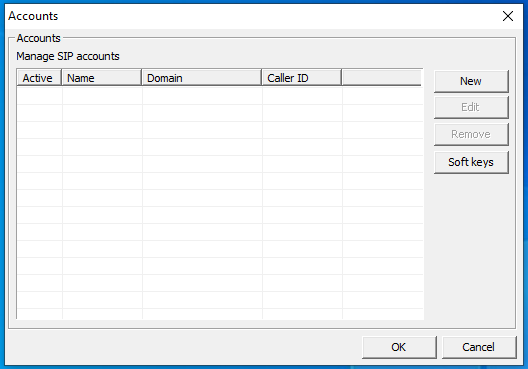 Accounts
Accounts
Manage SIP accounts
Active Name Domain Caller ID
New
Edit
Remove
Soft keys
OK Cancel